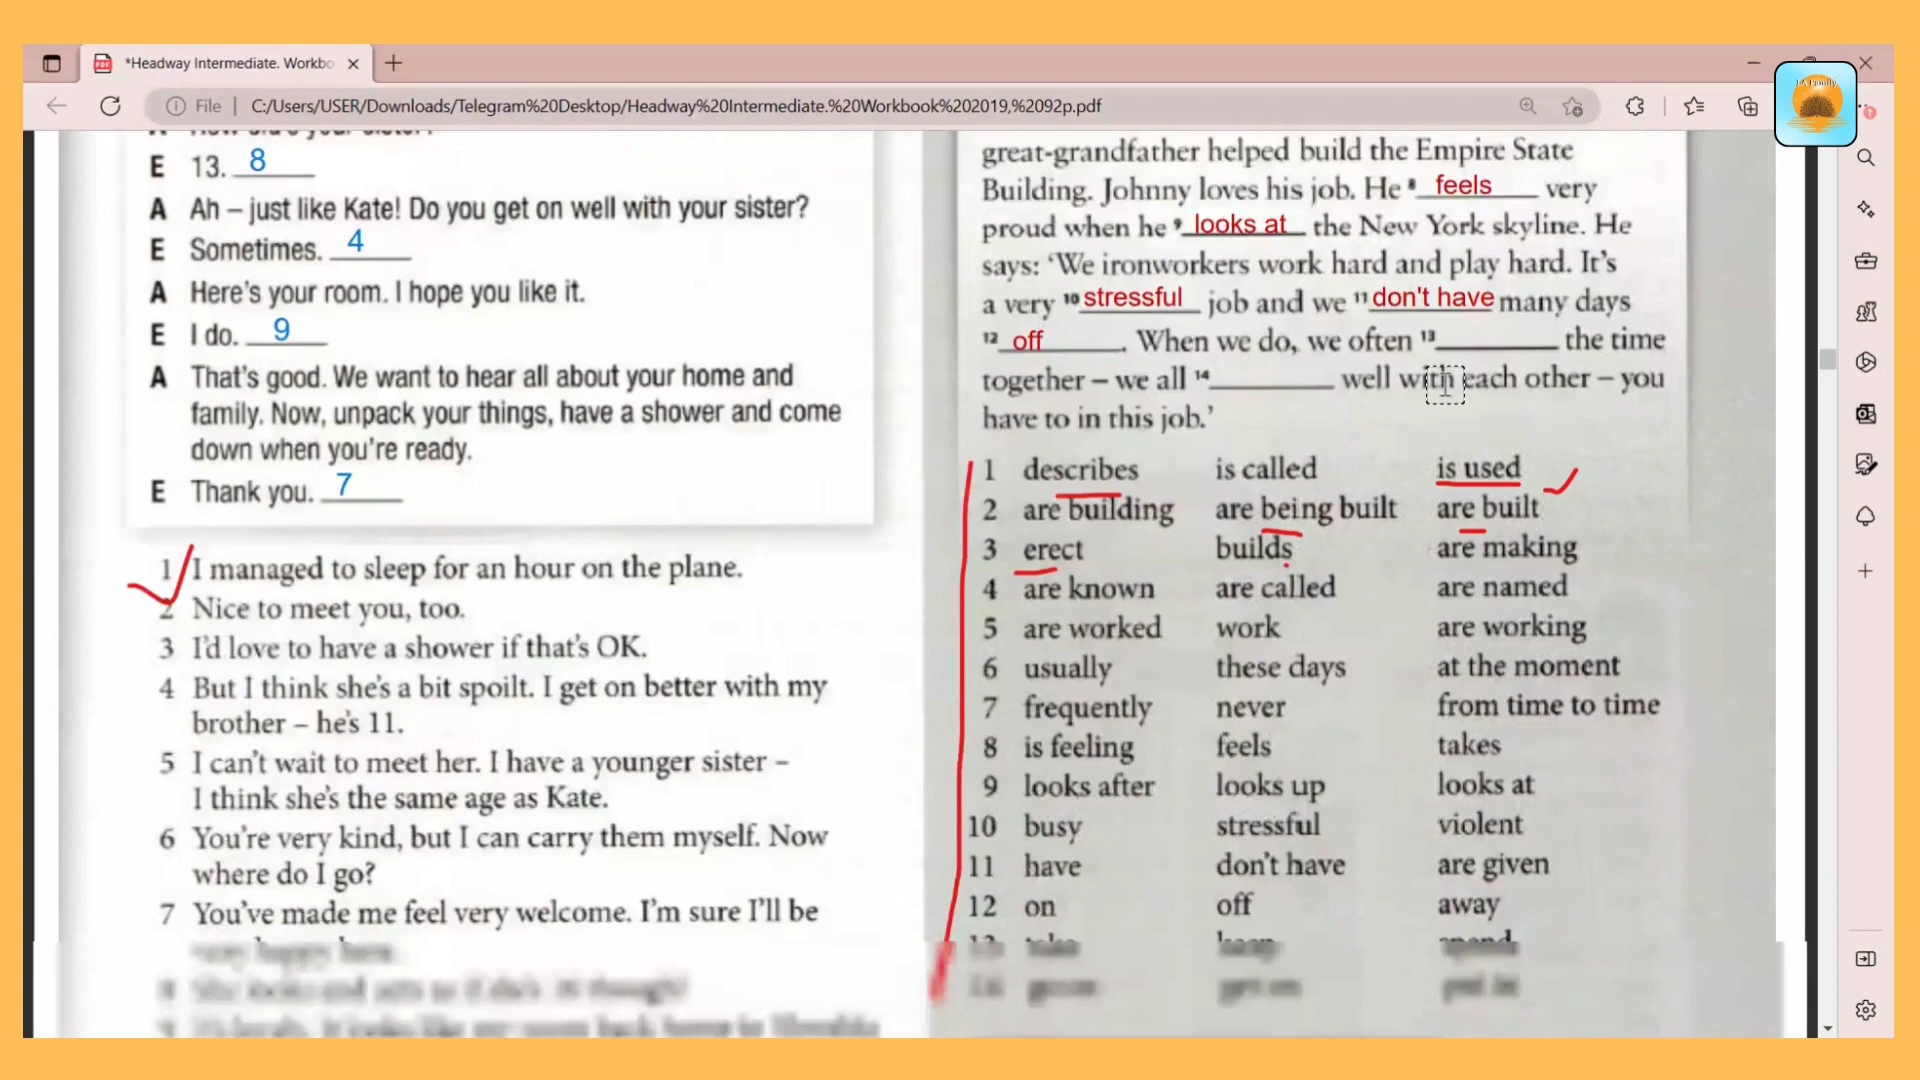 *Headway Intermediate. Workbo
File | C:/Users/USER/Downloads/Telegram%20Desktop/Headway%20Intermediate.%20Workbook%202019,%2092p.pdf
E 13. 8
A Ah – just like Kate! Do you get on well with your sister?
E Sometimes. 4
A Here's your room. I hope you like it.
E I do. 9
A That's good. We want to hear all about your home and
family. Now, unpack your things, have a shower and come
down when you're ready.
E Thank you. 7
1 I managed to sleep for an hour on the plane.
2 Nice to meet you, too.
3 I'd love to have a shower if that's OK.
4 But I think she's a bit spoilt. I get on better with my
brother – he's 11.
5 I can't wait to meet her. I have a younger sister –
I think she's the same age as Kate.
6 You're very kind, but I can carry them myself. Now
where do I go?
7 You've made me feel very welcome. I'm sure I'll be
great-grandfather helped build the Empire State
Building. Johnny loves his job. He 8 feels very
proud when he 9 looks at the New York skyline. He
says: 'We ironworkers work hard and play hard. It's
a very 10 stressful job and we 11 don't have many days
12 off . When we do, we often 13 the time
together – we all 14 well with each other – you
have to in this job.'
1 describes is called is used
2 are building are being built are built
3 erect builds are making
4 are known are called are named
5 are worked work are working
6 usually these days at the moment
7 frequently never from time to time
8 is feeling feels takes
9 looks after looks up looks at
10 busy stressful violent
11 have don't have are given
12 on off away